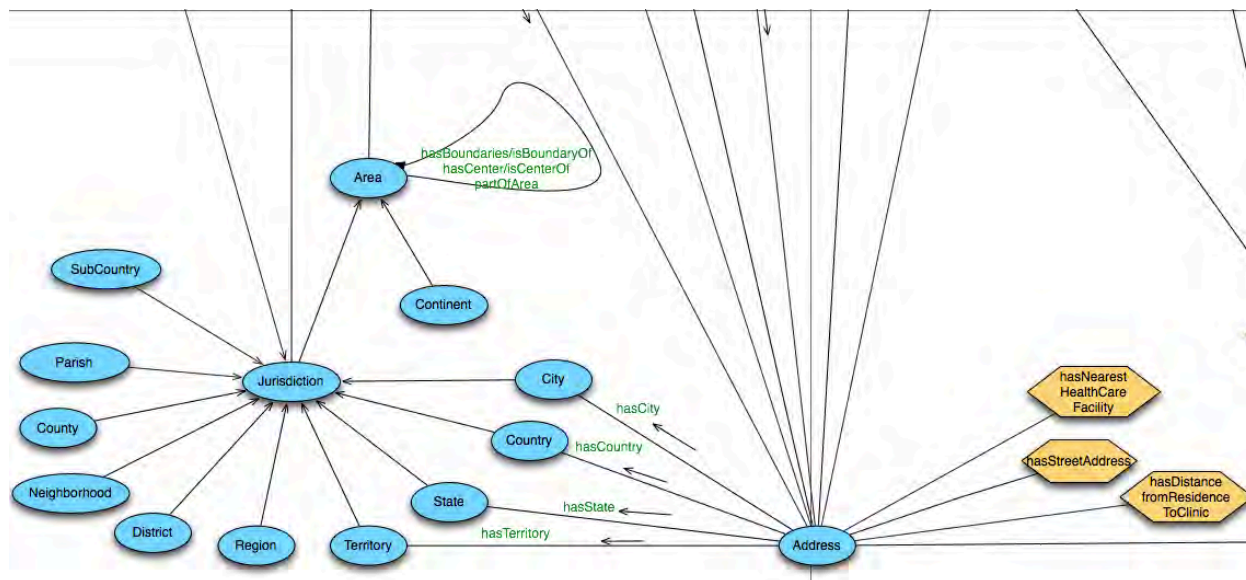 hasBoundaries/isBoundaryOf
hasCenter/isCenterOf
partOfArea
Area
SubCountry
Continent
Parish
Jurisdiction
City
hasNearest
HealthCare
Facility
hasCity
County
Country
hasCountry
hasStreetAddress
Neighborhood
State
hasState
hasDistance
fromResidence
ToClinic
District
Region
Territory
hasTerritory
Address